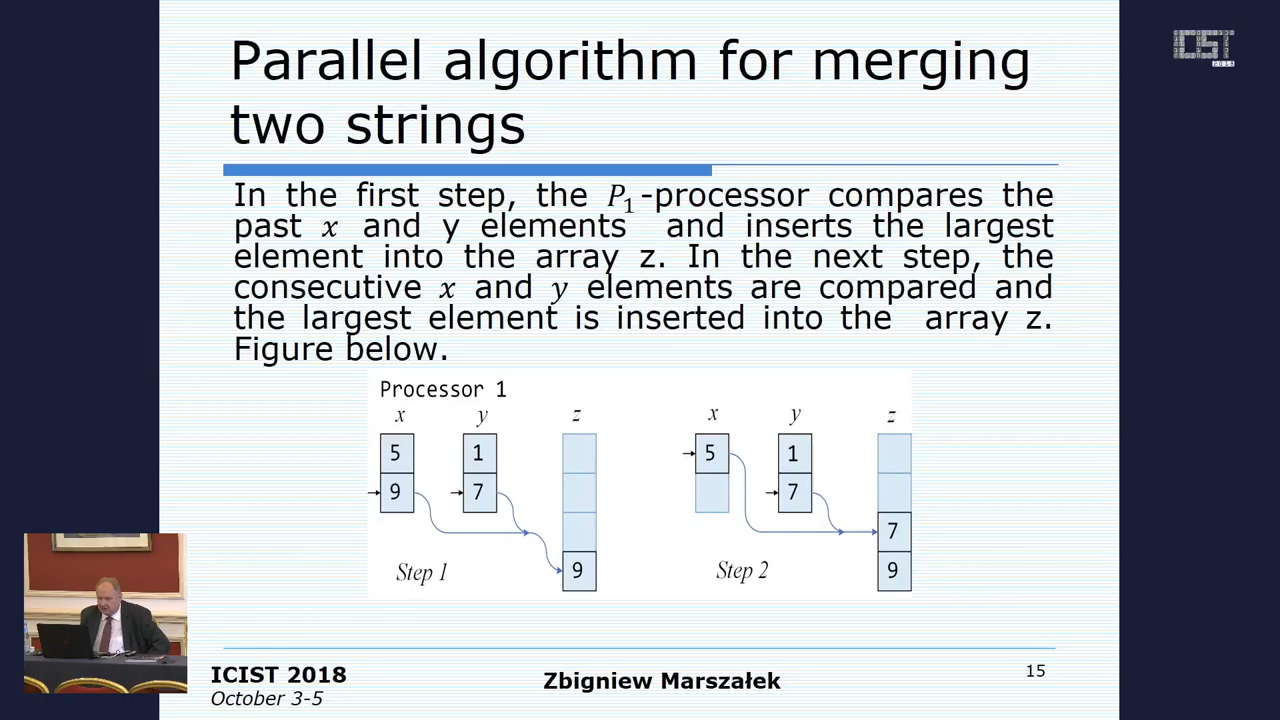 Parallel algorithm for merging
two strings
ICIST
2018
In the first step, the P₁-processor compares the
past x and y elements and inserts the largest
element into the array z. In the next step, the
consecutive x and y elements are compared and
the largest element is inserted into the array z.
Figure below.
Processor 1
x y z x y z
5 1 5 1
9 7 7
7
9 9
Step 1 Step 2
ICIST 2018
October 3-5
Zbigniew Marszałek
15